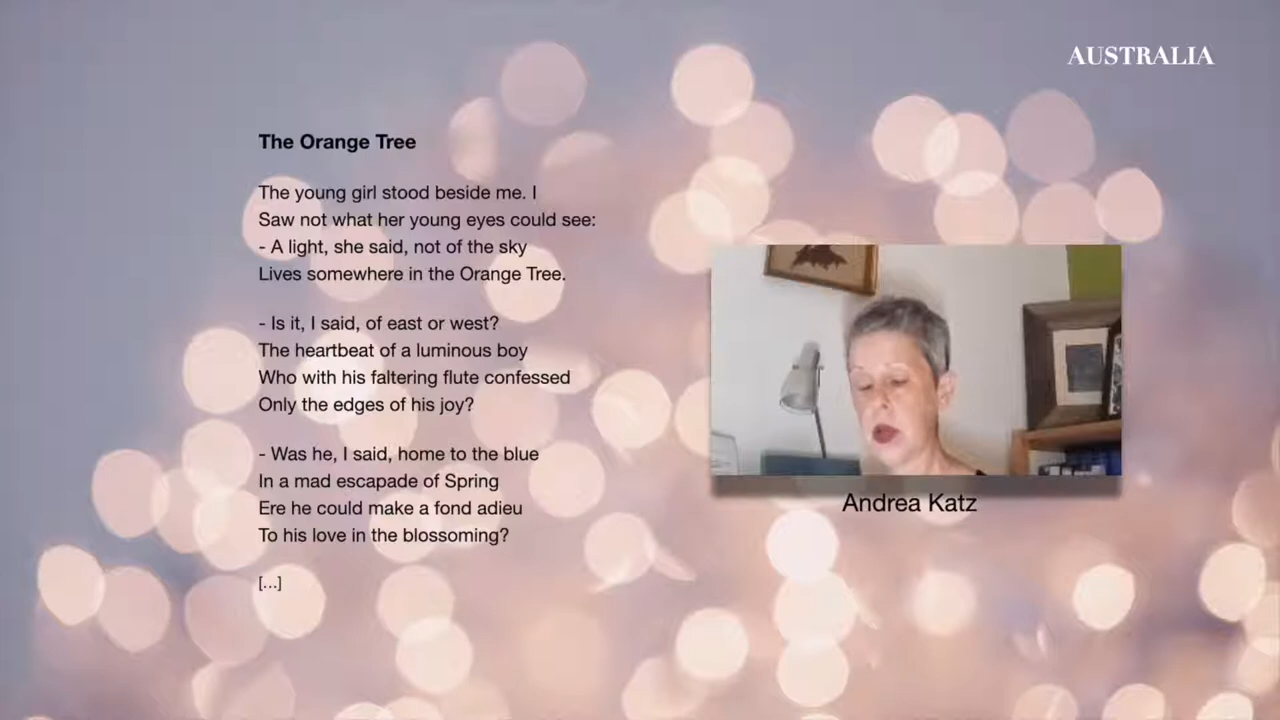 AUSTRALIA
The Orange Tree
The young girl stood beside me. I
Saw not what her young eyes could see:
- A light, she said, not of the sky
Lives somewhere in the Orange Tree.
- Is it, I said, of east or west?
The heartbeat of a luminous boy
Who with his faltering flute confessed
Only the edges of his joy?
- Was he, I said, home to the blue
In a mad escapade of Spring
Ere he could make a fond adieu
To his love in the blossoming?
[...]
Andrea Katz